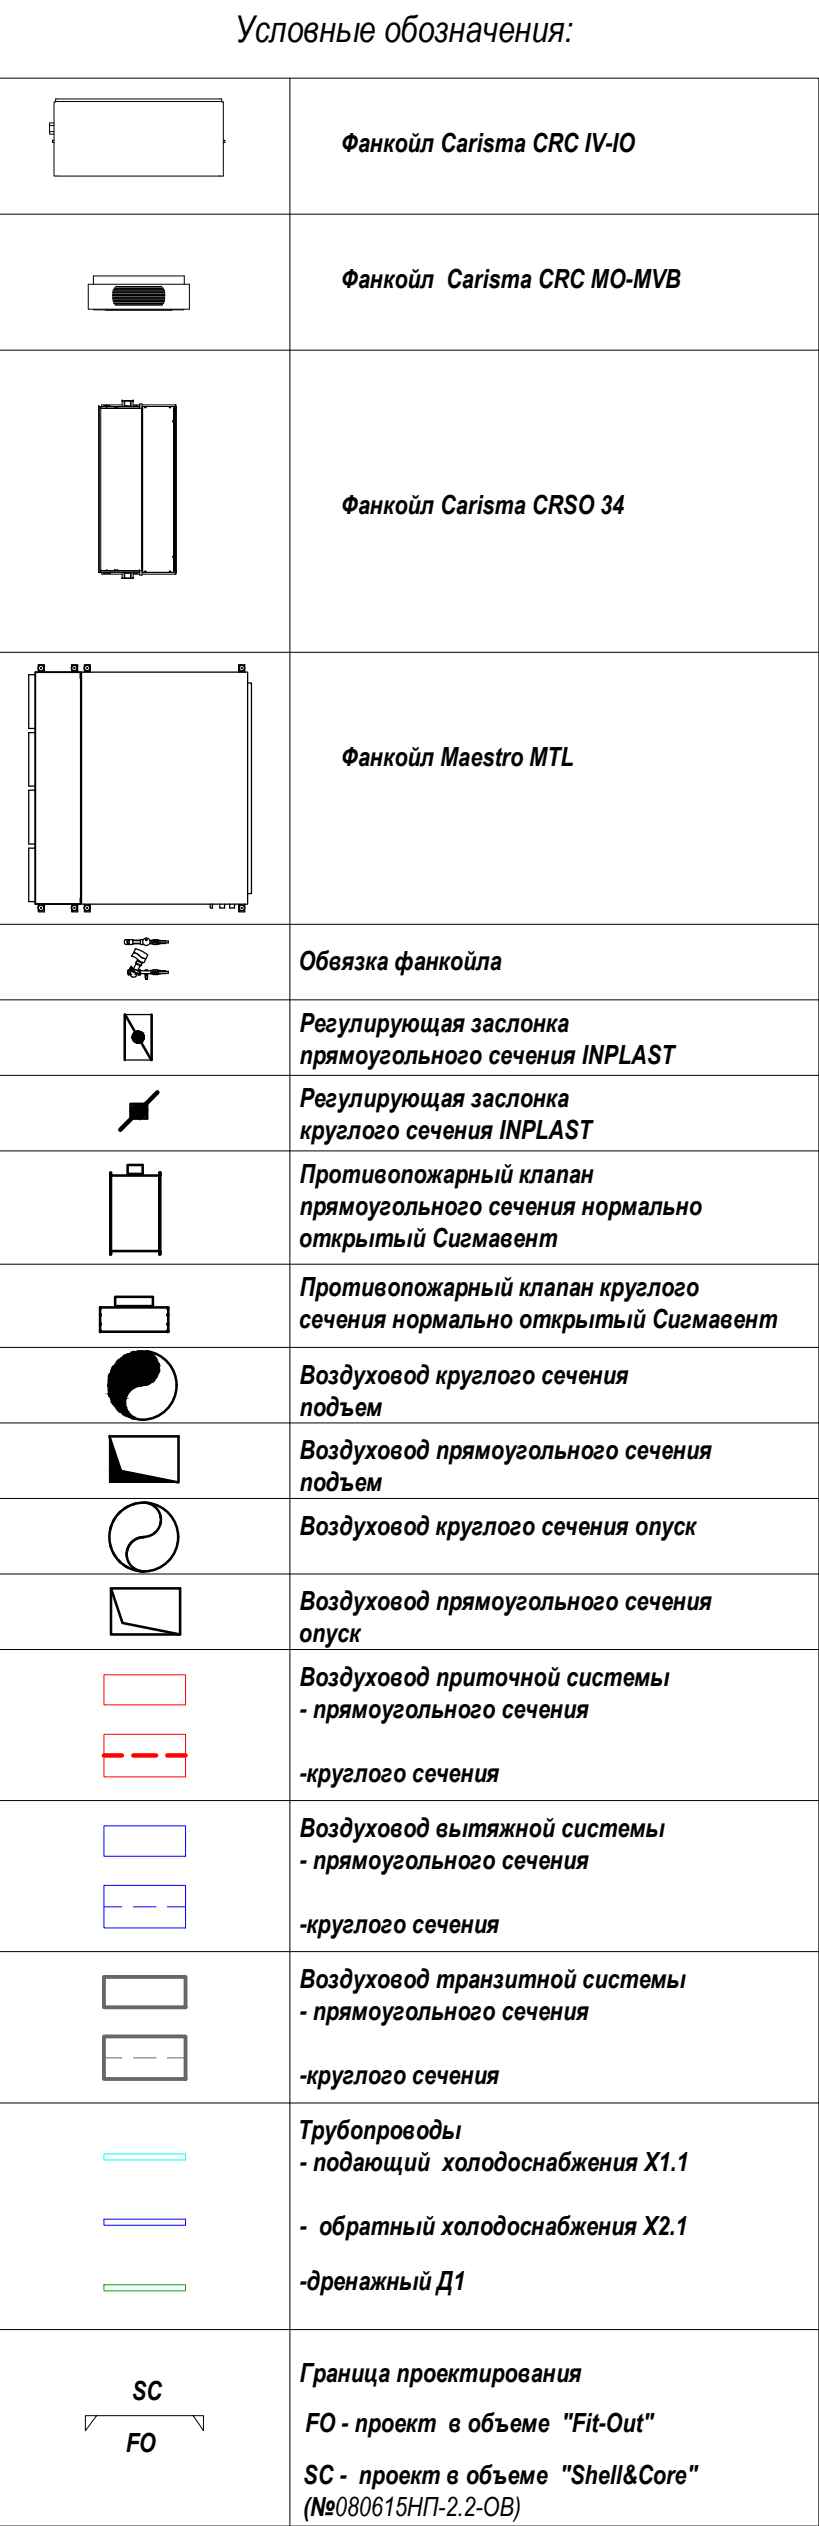 Условные обозначения:
Фанкойл Carisma CRC IV-IO
Фанкойл Carisma CRC MO-MVB
Фанкойл Carisma CRSO 34
Фанкойл Maestro MTL
Обвязка фанкойла
Регулирующая заслонка
прямоугольного сечения INPLAST
Регулирующая заслонка
круглого сечения INPLAST
Противопожарный клапан
прямоугольного сечения нормально
открытый Сигмавент
Противопожарный клапан круглого
сечения нормально открытый Сигмавент
Воздуховод круглого сечения
подъем
Воздуховод прямоугольного сечения
подъем
Воздуховод круглого сечения опуск
Воздуховод прямоугольного сечения
опуск
Воздуховод приточной системы
- прямоугольного сечения
-круглого сечения
Воздуховод вытяжной системы
- прямоугольного сечения
-круглого сечения
Воздуховод транзитной системы
- прямоугольного сечения
-круглого сечения
Трубопроводы
- подающий холодоснабжения Х1.1
- обратный холодоснабжения Х2.1
-дренажный Д1
SC
FO
Граница проектирования
FO - проект в объеме "Fit-Out"
SC - проект в объеме "Shell&Core"
(№080615НП-2.2-ОВ)